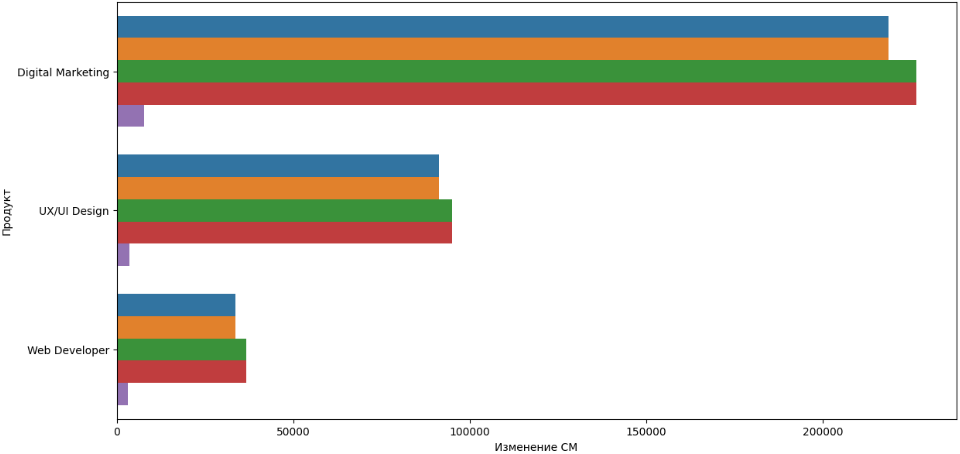 Digital Marketing
UX/UI Design
Web Developer
Продукт
0 50000 100000 150000 200000
Изменение CM